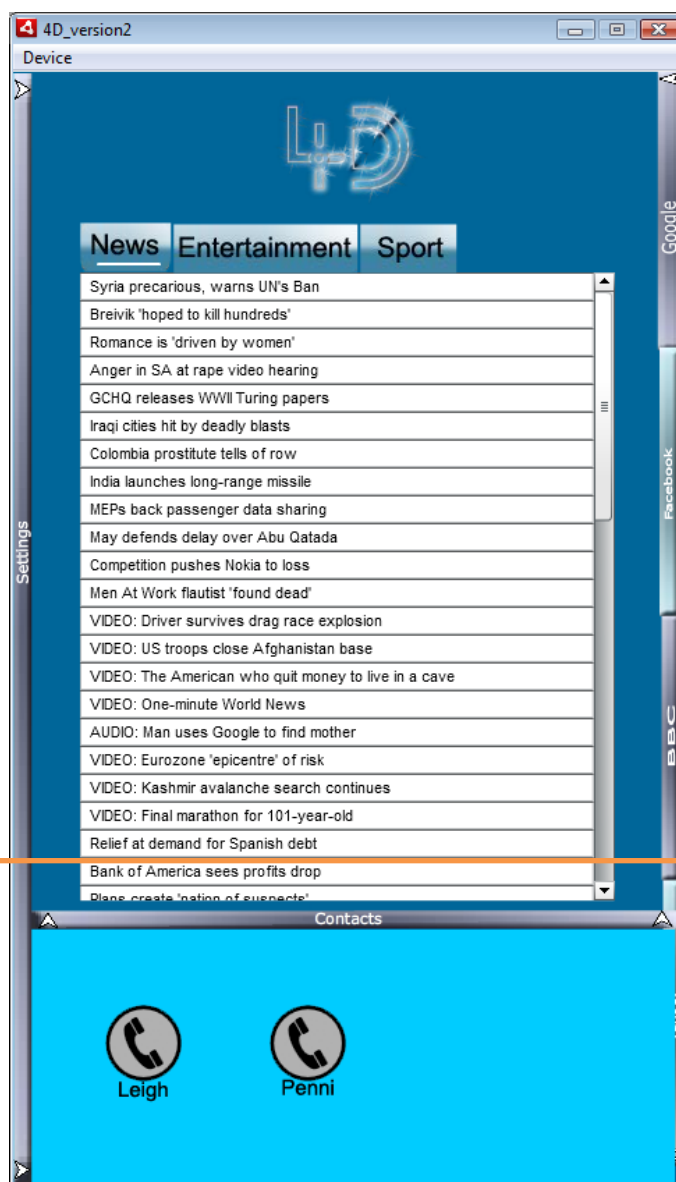 4D_version2
Device
4D
News Entertainment Sport
Syria precarious, warns UN's Ban
Breivik 'hoped to kill hundreds'
Romance is 'driven by women'
Anger in SA at rape video hearing
GCHQ releases WWII Turing papers
Iraqi cities hit by deadly blasts
Colombia prostitute tells of row
India launches long-range missile
MEPs back passenger data sharing
May defends delay over Abu Qatada
Competition pushes Nokia to loss
Men At Work flautist 'found dead'
VIDEO: Driver survives drag race explosion
VIDEO: US troops close Afghanistan base
VIDEO: The American who quit money to live in a cave
VIDEO: One-minute World News
AUDIO: Man uses Google to find mother
VIDEO: Eurozone 'epicentre' of risk
VIDEO: Kashmir avalanche search continues
VIDEO: Final marathon for 101-year-old
Relief at demand for Spanish debt
Bank of America sees profits drop
Plans create 'nation of suspects'
Settings
Google
Facebook
BBC
Contacts
Leigh Penni